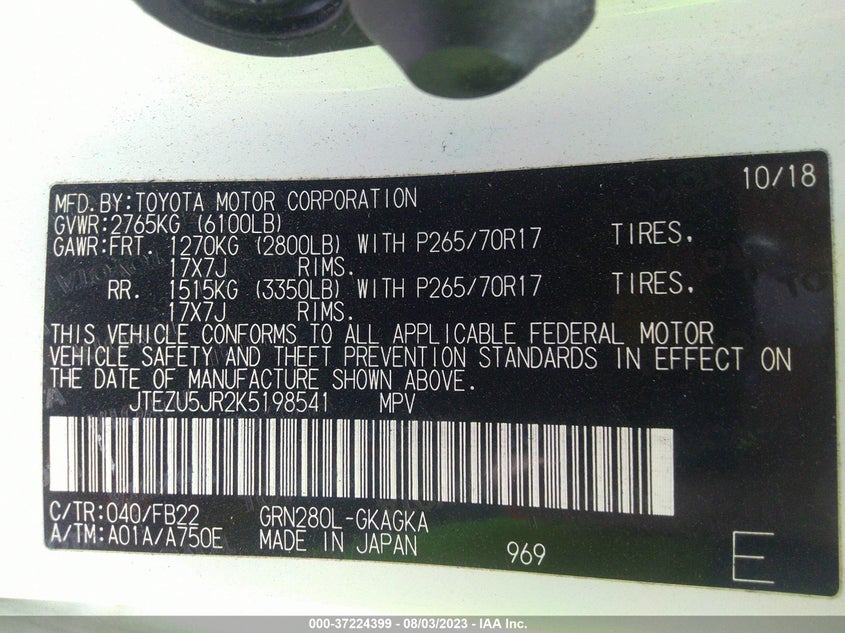 10/18
MFD.BY:TOYOTA MOTOR CORPORATION
GVWR:2765KG (6100LB)
GAWR:FRT. 1270KG (2800LB) WITH P265/70R17 TIRES,
17X7J RIMS.
RR. 1515KG (3350LB) WITH P265/70R17 TIRES,
17X7J RIMS.
THIS VEHICLE CONFORMS TO ALL APPLICABLE FEDERAL MOTOR
VEHICLE SAFETY AND THEFT PREVENTION STANDARDS IN EFFECT ON
THE DATE OF MANUFACTURE SHOWN ABOVE.
JTEZU5JR2K5198541 MPV
C/TR:040/FB22 GRN280L-GKAGKA
A/TM:A01A/A750E MADE IN JAPAN 969 E
000-37224399 - 08/03/2023 - IAA Inc.